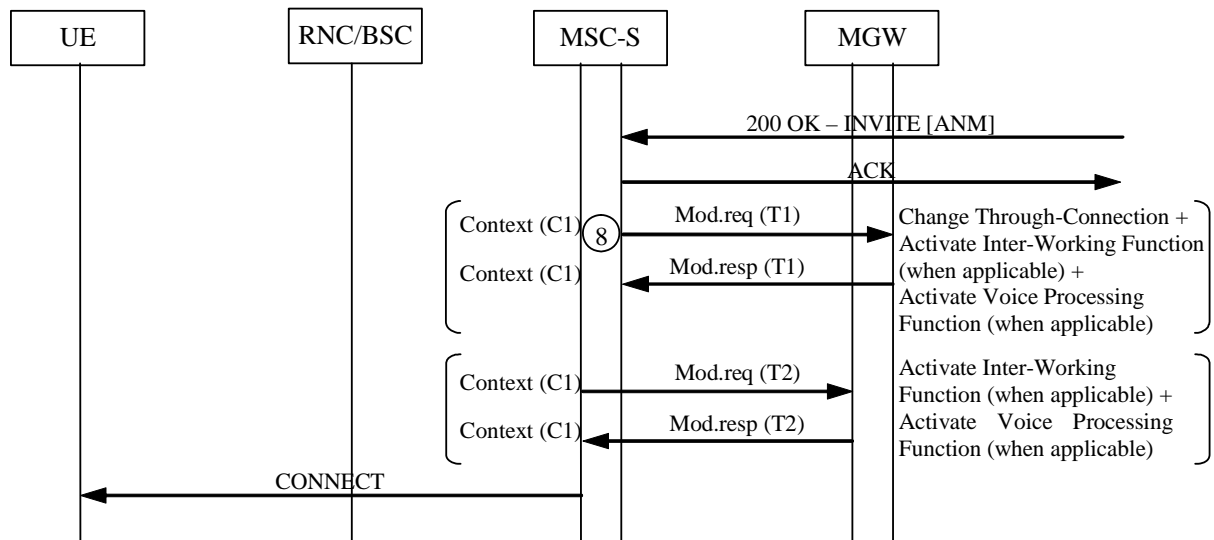 UE
RNC/BSC
MSC-S
MGW
200 OK – INVITE [ANM]
ACK
Context (C1)
8
Mod.req (T1)
Change Through-Connection +
Activate Inter-Working Function
(when applicable) +
Activate Voice Processing
Function (when applicable)
Context (C1)
Mod.resp (T1)
Context (C1)
Mod.req (T2)
Activate Inter-Working
Function (when applicable) +
Activate Voice Processing
Function (when applicable)
Context (C1)
Mod.resp (T2)
CONNECT